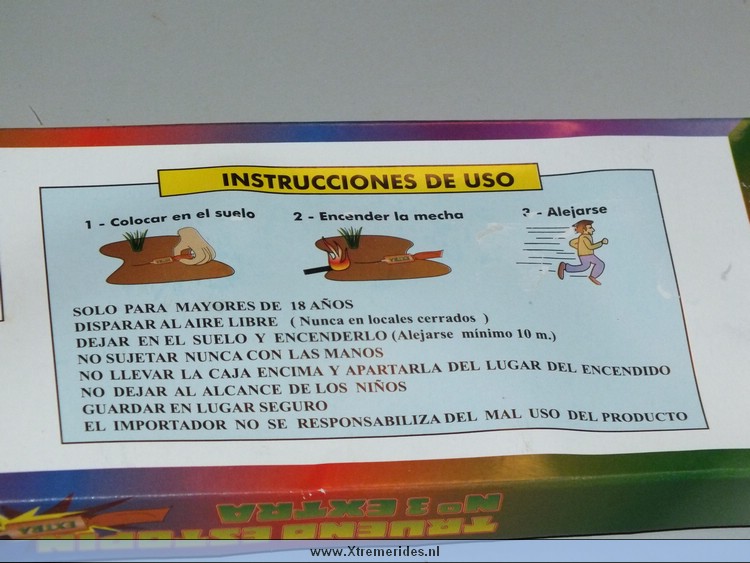 INSTRUCCIONES DE USO
1 - Colocar en el suelo
2 - Encender la mecha
? - Alejarse
SOLO PARA MAYORES DE 18 AÑOS
DISPARAR AL AIRE LIBRE ( Nunca en locales cerrados )
DEJAR EN EL SUELO Y ENCENDERLO (Alejarse mínimo 10 m.)
NO SUJETAR NUNCA CON LAS MANOS
NO LLEVAR LA CAJA ENCIMA Y APARTARLA DEL LUGAR DEL ENCENDIDO
NO DEJAR AL ALCANCE DE LOS NIÑOS
GUARDAR EN LUGAR SEGURO
EL IMPORTADOR NO SE RESPONSABILIZA DEL MAL USO DEL PRODUCTO
TRUENO ESTOPIN
Nº 3 EXTRA
EXTRA
www.Xtremerides.nl